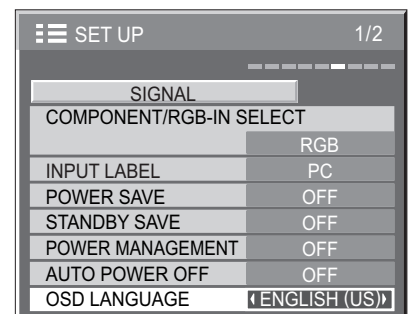 SET UP 1/2
SIGNAL
COMPONENT/RGB-IN SELECT
RGB
INPUT LABEL PC
POWER SAVE OFF
STANDBY SAVE OFF
POWER MANAGEMENT OFF
AUTO POWER OFF OFF
OSD LANGUAGE ENGLISH (US)